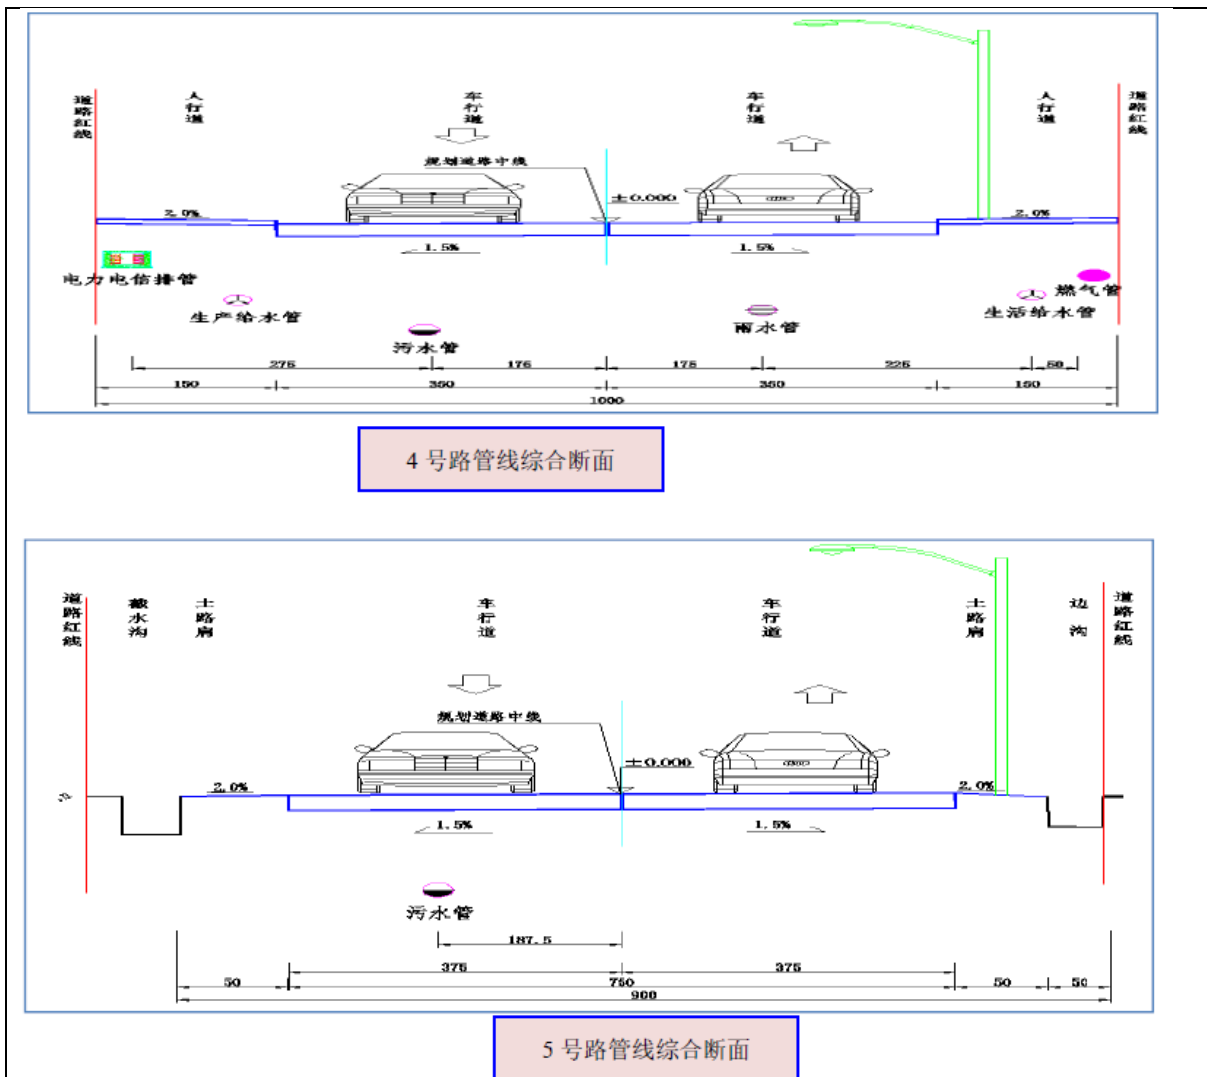 道路红线
人行道
车行道
车行道
人行道
道路红线
规划道路中线
±0.000
2.0%
2.0%
1.5%
1.5%
电力电信排管
生产给水管
污水管
雨水管
燃气管
生活给水管
275 175 175 225 50
150 350 350 150
1000
4 号路管线综合断面
道路红线
截水沟
土路肩
车行道
车行道
土路肩
边沟
道路红线
规划道路中线
±0.000
2.0%
2.0%
1.5%
1.5%
污水管
187.5
375 375
50 750 50 50
900
5 号路管线综合断面